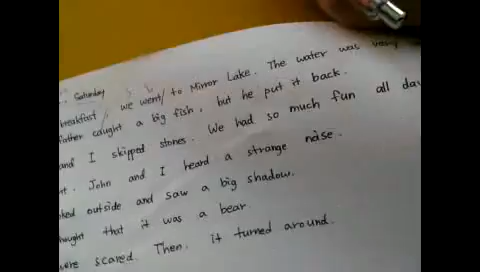 Saturday
breakfast, we went to Mirror Lake. The water was very
father caught a big fish, but he put it back.
and I skipped stones. We had so much fun all day
John and I heard a strange noise.
outside and saw a big shadow.
that it was a bear.
were scared. Then, it turned around.